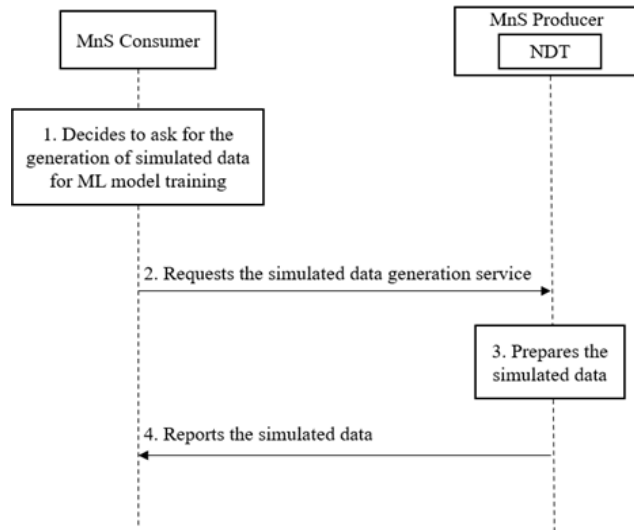 MnS Consumer
MnS Producer
NDT
1. Decides to ask for the
generation of simulated data
for ML model training
2. Requests the simulated data generation service
3. Prepares the
simulated data
4. Reports the simulated data